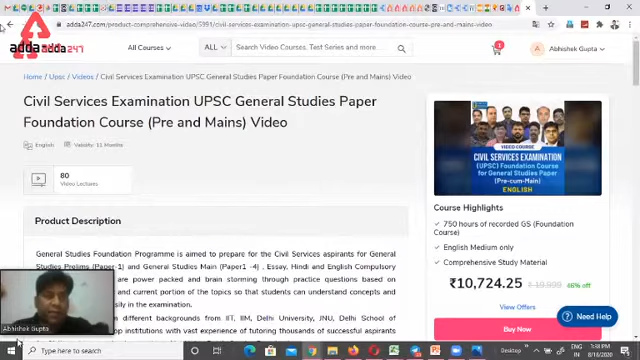 adda247.com/product-comprehensive-video/5391/civil-services-examination-upsc-general-studies-paper-foundation-course-pre-and-mains-video
adda247
All Courses
ALL
Search Video Courses, Test Series and more...
1
A
Abhishek Gupta
Home / Upsc / Videos / Civil Services Examination UPSC General Studies Paper Foundation Course (Pre and Mains) Video
Civil Services Examination UPSC General Studies Paper
Foundation Course (Pre and Mains) Video
English
Validity: 11 Months
80
Video Lectures
Product Description
General Studies Foundation Programme is aimed to prepare for the Civil Services aspirants for General
Studies Prelims (Paper-1) and General Studies Main (Paper1 -4) , Essay, Hindi and English Compulsory
are power packed and brain storming through practice questions based on
and current portion of the topics so that students can understand concepts and
easily in the examination.
different backgrounds from IIT, IIM, Delhi University, JNU, Delhi School of
top institutions with vast experience of tutoring thousands of successful aspirants
VIDEO COURSE
CIVIL SERVICES EXAMINATION
(UPSC) Foundation Course
for General Studies Paper
(Pre-cum-Main)
ENGLISH
Course Highlights
750 hours of recorded GS (Foundation
Course)
English Medium only
Comprehensive Study Material
₹10,724.25
46% off
View Offers
Buy Now
Need Help
Abhishek Gupta
Type here to search
Desktop
ENG
IN
1:38 PM
8/16/2020